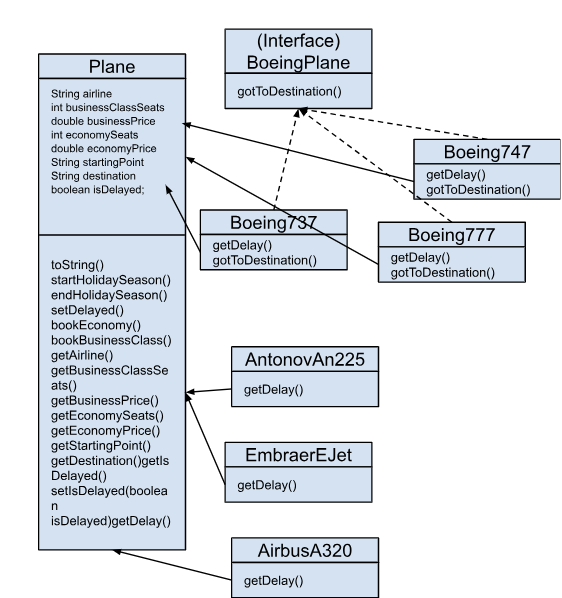 Plane
String airline
int businessClassSeats
double businessPrice
int economySeats
double economyPrice
String startingPoint
String destination
boolean isDelayed;
toString()
startHolidaySeason()
endHolidaySeason()
setDelayed()
bookEconomy()
bookBusinessClass()
getAirline()
getBusinessClassSe
ats()
getBusinessPrice()
getEconomySeats()
getEconomyPrice()
getStartingPoint()
getDestination()getIs
Delayed()
setIsDelayed(boolea
n
isDelayed)getDelay()
(Interface)
BoeingPlane
gotToDestination()
Boeing747
getDelay()
gotToDestination()
Boeing737
getDelay()
gotToDestination()
Boeing777
getDelay()
gotToDestination()
AntonovAn225
getDelay()
EmbraerEJet
getDelay()
AirbusA320
getDelay()